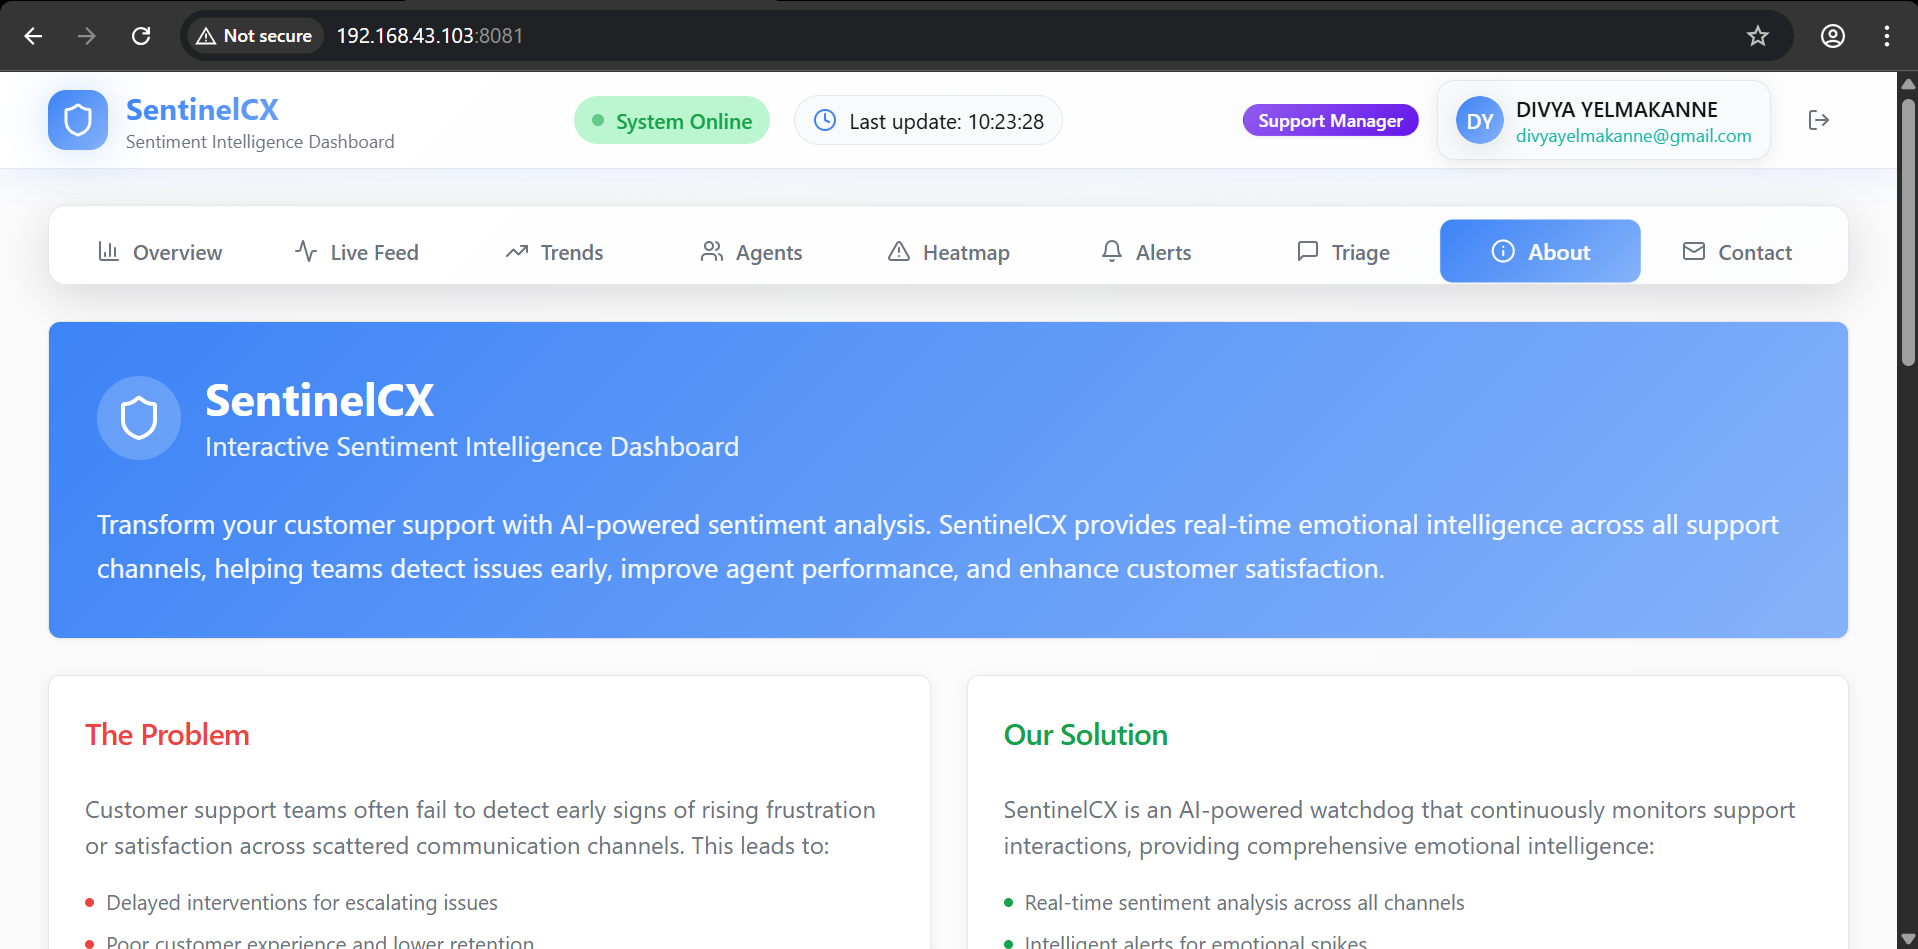 Not secure 192.168.43.103:8081
SentinelCX
Sentiment Intelligence Dashboard
System Online
Last update: 10:23:28
Support Manager
DY
DIVYA YELMAKANNE
divyayelmakanne@gmail.com
Overview
Live Feed
Trends
Agents
Heatmap
Alerts
Triage
About
Contact
SentinelCX
Interactive Sentiment Intelligence Dashboard
Transform your customer support with AI-powered sentiment analysis. SentinelCX provides real-time emotional intelligence across all support
channels, helping teams detect issues early, improve agent performance, and enhance customer satisfaction.
The Problem
Customer support teams often fail to detect early signs of rising frustration
or satisfaction across scattered communication channels. This leads to:
Delayed interventions for escalating issues
Poor customer experience and lower retention
Our Solution
SentinelCX is an AI-powered watchdog that continuously monitors support
interactions, providing comprehensive emotional intelligence:
Real-time sentiment analysis across all channels
Intelligent alerts for emotional spikes